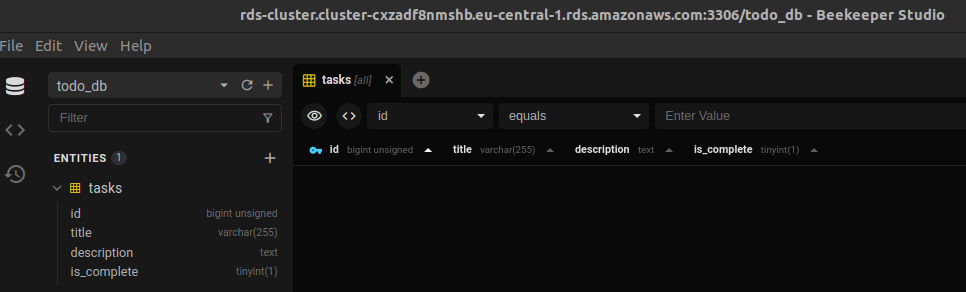 rds-cluster.cluster-cxzadf8nmshb.eu-central-1.rds.amazonaws.com:3306/todo_db - Beekeeper Studio
File Edit View Help
todo_db
Filter
ENTITIES 1
tasks
id bigint unsigned
title varchar(255)
description text
is_complete tinyint(1)
tasks [all]
id equals Enter Value
id bigint unsigned title varchar(255) description text is_complete tinyint(1)